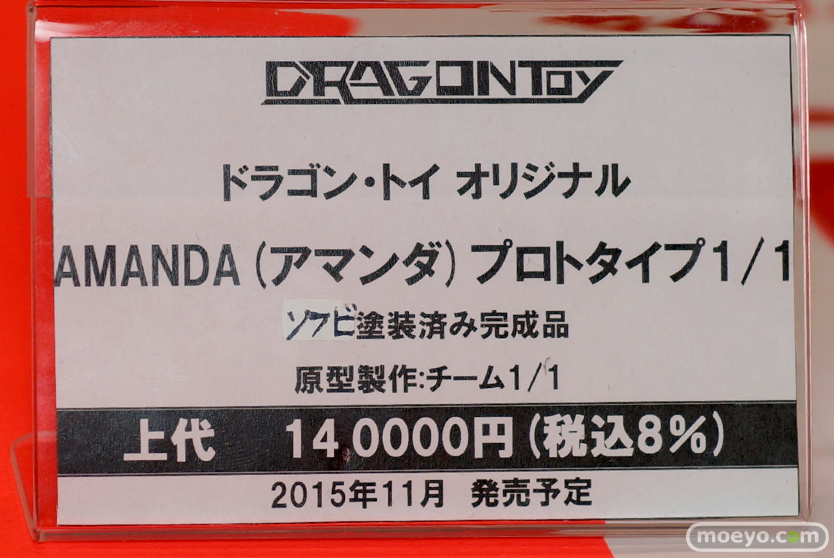 DRAGONTOY
ドラゴン・トイ オリジナル
AMANDA(アマンダ)プロトタイプ1/1
ソフビ塗装済み完成品
原型製作:チーム1/1
上代 140000円(税込8%)
2015年11月 発売予定
moeyo.com